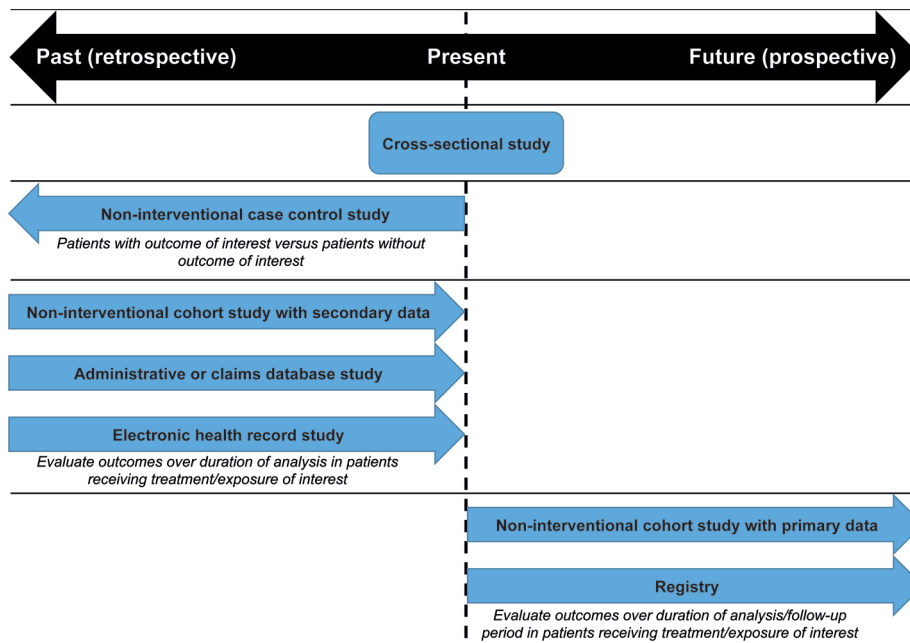 Past (retrospective) Present Future (prospective)
Cross-sectional study
Non-interventional case control study
Patients with outcome of interest versus patients without
outcome of interest
Non-interventional cohort study with secondary data
Administrative or claims database study
Electronic health record study
Evaluate outcomes over duration of analysis in patients
receiving treatment/exposure of interest
Non-interventional cohort study with primary data
Registry
Evaluate outcomes over duration of analysis/follow-up
period in patients receiving treatment/exposure of interest